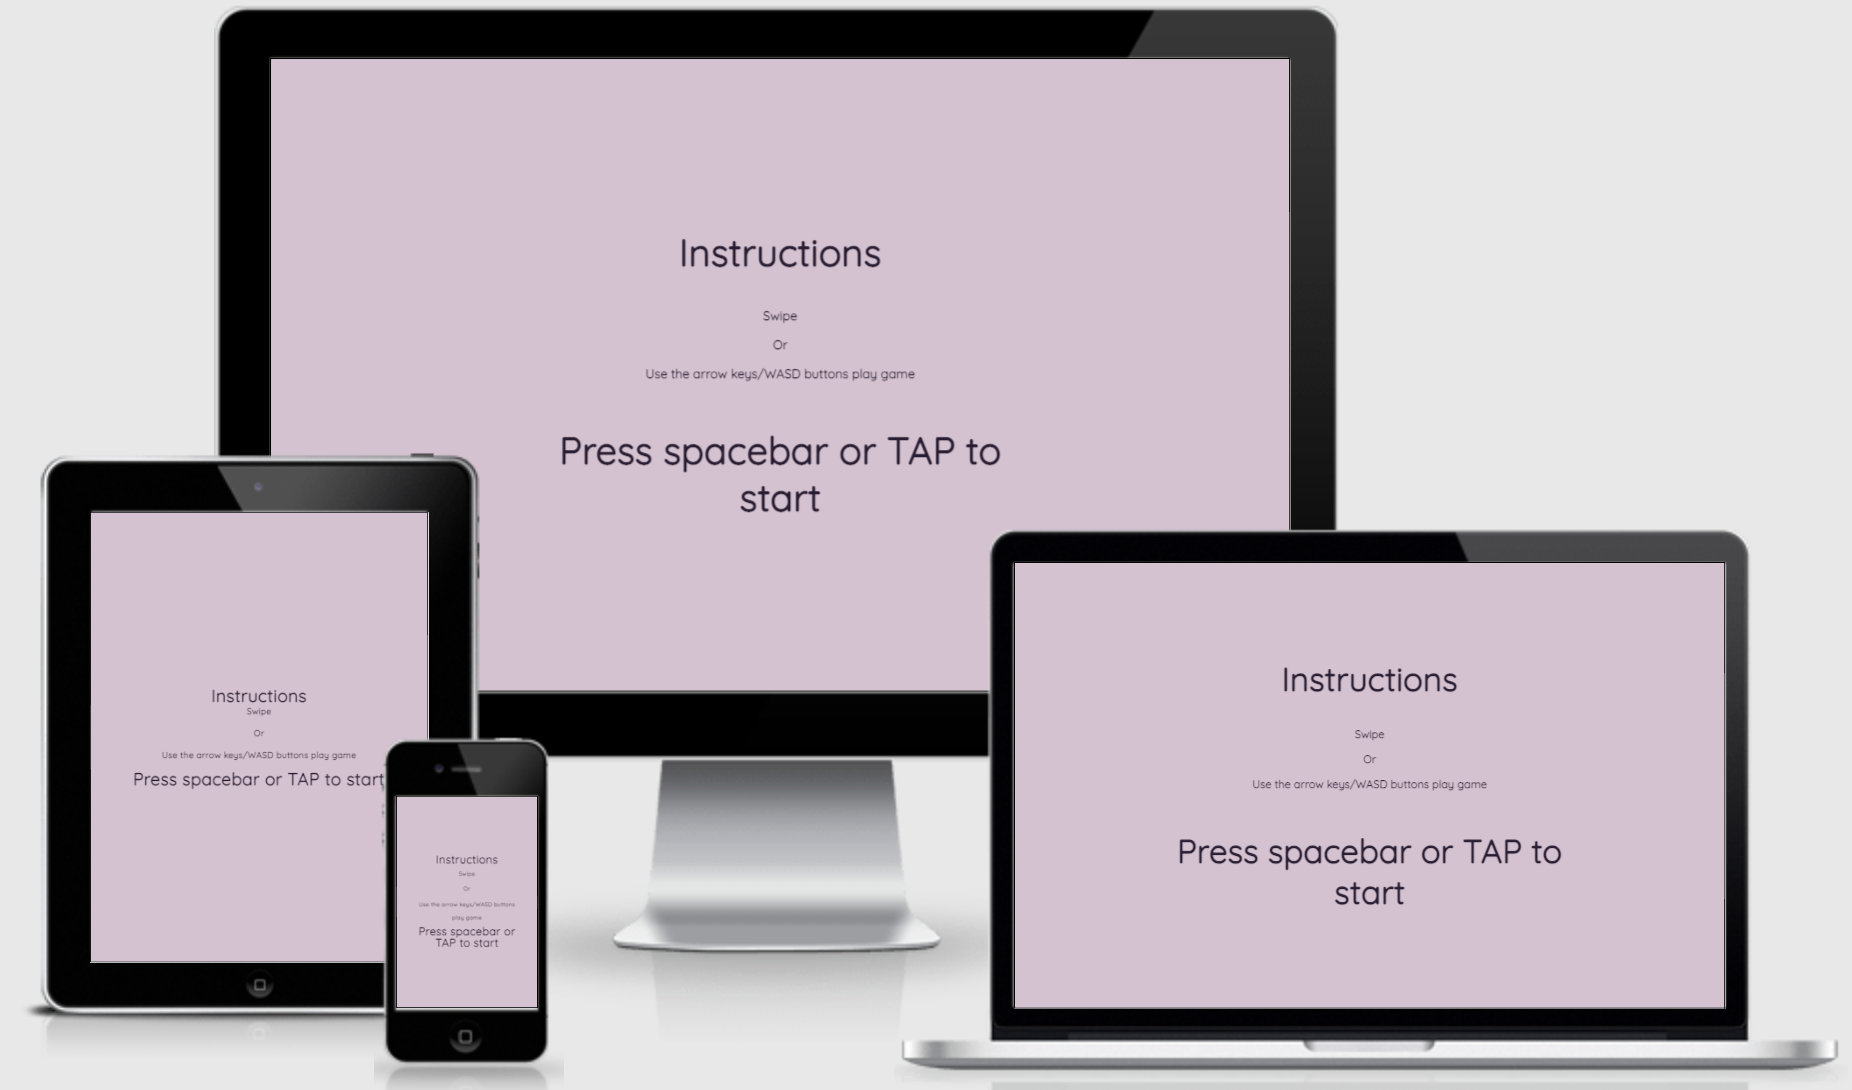 Instructions
Swipe
Or
Use the arrow keys/WASD buttons play game
Press spacebar or TAP to
start
Instructions
Swipe
Or
Use the arrow keys/WASD buttons play game
Press spacebar or TAP to start
Instructions
Swipe
Or
Use the arrow keys/WASD buttons
play game
Press spacebar or
TAP to start
Instructions
Swipe
Or
Use the arrow keys/WASD buttons play game
Press spacebar or TAP to
start